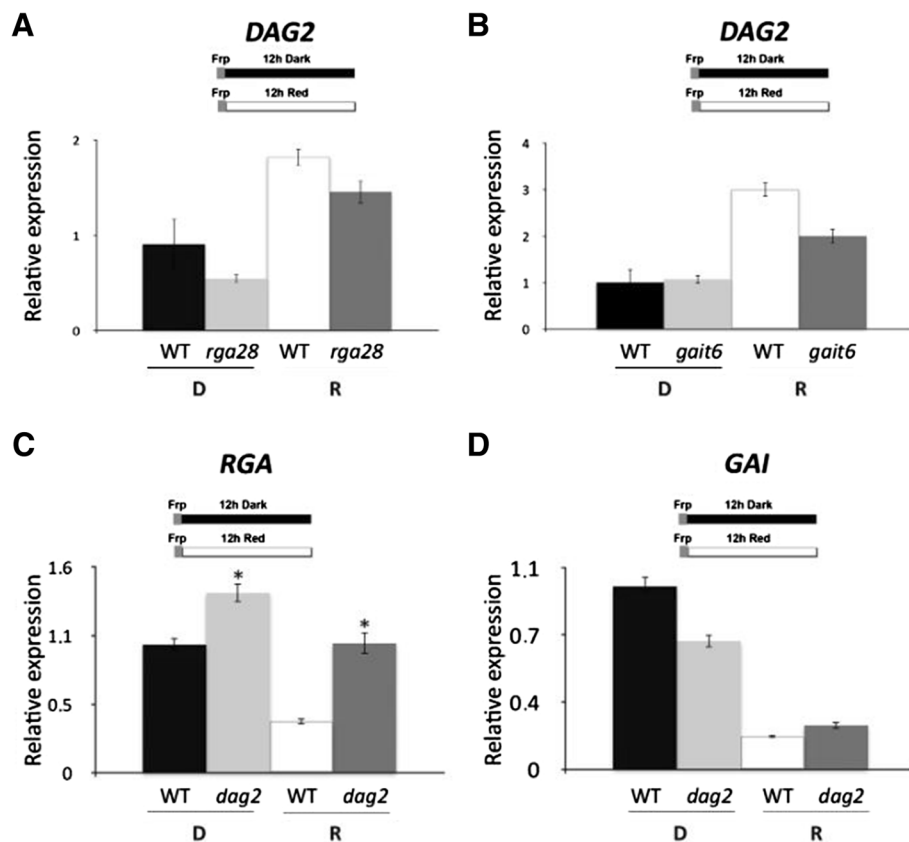 A
DAG2
Frp 12h Dark
Frp 12h Red
Relative expression
2
1
0
WT rga28 WT rga28
D R
B
DAG2
Frp 12h Dark
Frp 12h Red
Relative expression
4
3
2
1
0
WT gait6 WT gait6
D R
C
RGA
Frp 12h Dark
Frp 12h Red
Relative expression
1.6
1.1
0.5
0
* *
WT dag2 WT dag2
D R
D
GAI
Frp 12h Dark
Frp 12h Red
Relative expression
1.1
0.7
0.4
0
WT dag2 WT dag2
D R